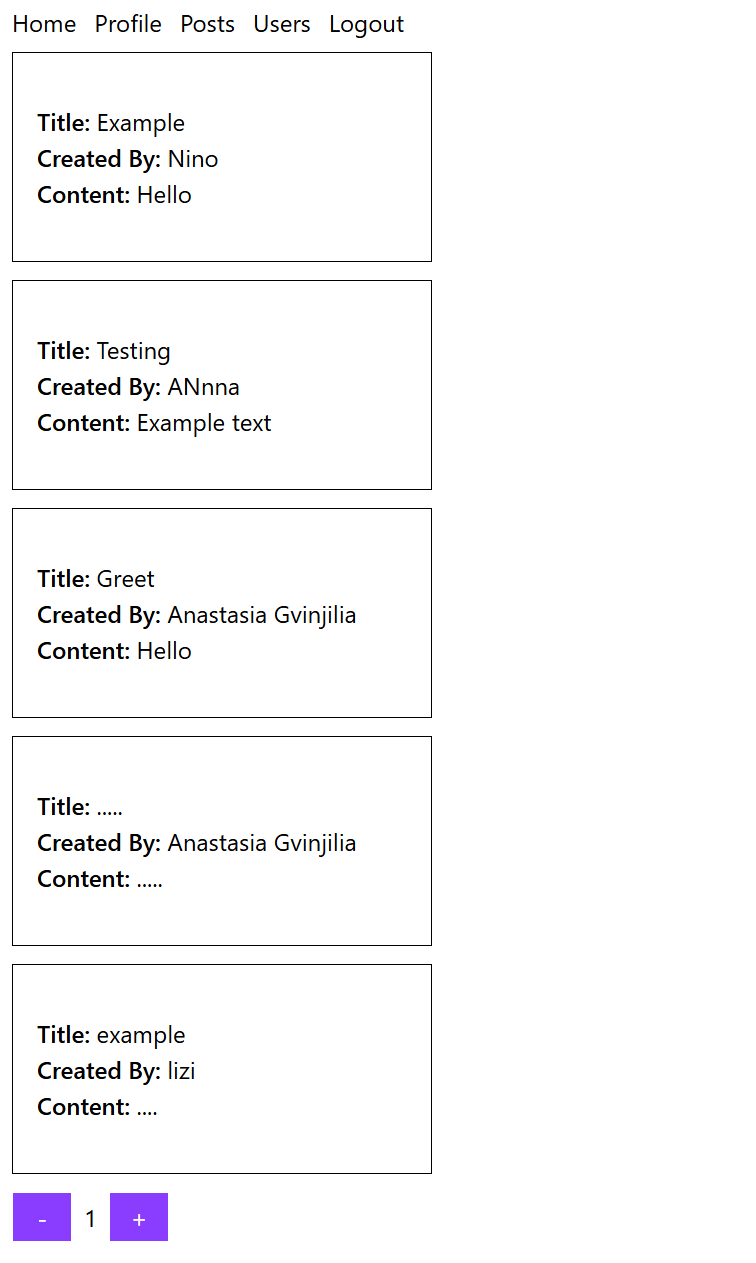 Home Profile Posts Users Logout
Title: Example
Created By: Nino
Content: Hello
Title: Testing
Created By: ANnna
Content: Example text
Title: Greet
Created By: Anastasia Gvinjilia
Content: Hello
Title: .....
Created By: Anastasia Gvinjilia
Content: .....
Title: example
Created By: lizi
Content: ....
- 1 +